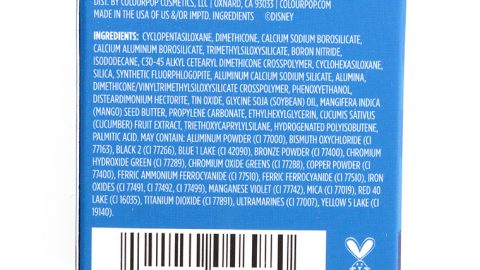 DIST. BY COLOURPOP COSMETICS, LLC | OXNARD, CA 93033 | COLOURPOP.COM
MADE IN THE USA OF US &/OR IMPTD. INGREDIENTS ©DISNEY
INGREDIENTS: CYCLOPENTASILOXANE, DIMETHICONE, CALCIUM SODIUM BOROSILICATE,
CALCIUM ALUMINUM BOROSILICATE, TRIMETHYLSILOXYSILICATE, BORON NITRIDE,
ISODODECANE, C30-45 ALKYL CETEARYL DIMETHICONE CROSSPOLYMER, CYCLOHEXASILOXANE,
SILICA, SYNTHETIC FLUORPHLOGOPITE, ALUMINUM CALCIUM SODIUM SILICATE, ALUMINA,
DIMETHICONE/VINYLTRIMETHYLSILOXYSILICATE CROSSPOLYMER, PHENOXYETHANOL,
DISTEARDIMONIUM HECTORITE, TIN OXIDE, GLYCINE SOJA (SOYBEAN) OIL, MANGIFERA INDICA
(MANGO) SEED BUTTER, PROPYLENE CARBONATE, ETHYLHEXYLGLYCERIN, CUCUMIS SATIVUS
(CUCUMBER) FRUIT EXTRACT, TRIETHOXYCAPRYLYLSILANE, HYDROGENATED POLYISOBUTENE,
PALMITIC ACID. MAY CONTAIN: ALUMINUM POWDER (CI 77000), BISMUTH OXYCHLORIDE (CI
77163), BLACK 2 (CI 77266), BLUE 1 LAKE (CI 42090), BRONZE POWDER (CI 77400), CHROMIUM
HYDROXIDE GREEN (CI 77289), CHROMIUM OXIDE GREENS (CI 77288), COPPER POWDER (CI
77400), FERRIC AMMONIUM FERROCYANIDE (CI 77510), FERRIC FERROCYANIDE (CI 77510), IRON
OXIDES (CI 77491, CI 77492, CI 77499), MANGANESE VIOLET (CI 77742), MICA (CI 77019), RED 40
LAKE (CI 16035), TITANIUM DIOXIDE (CI 77891), ULTRAMARINES (CI 77007), YELLOW 5 LAKE (CI
19140).